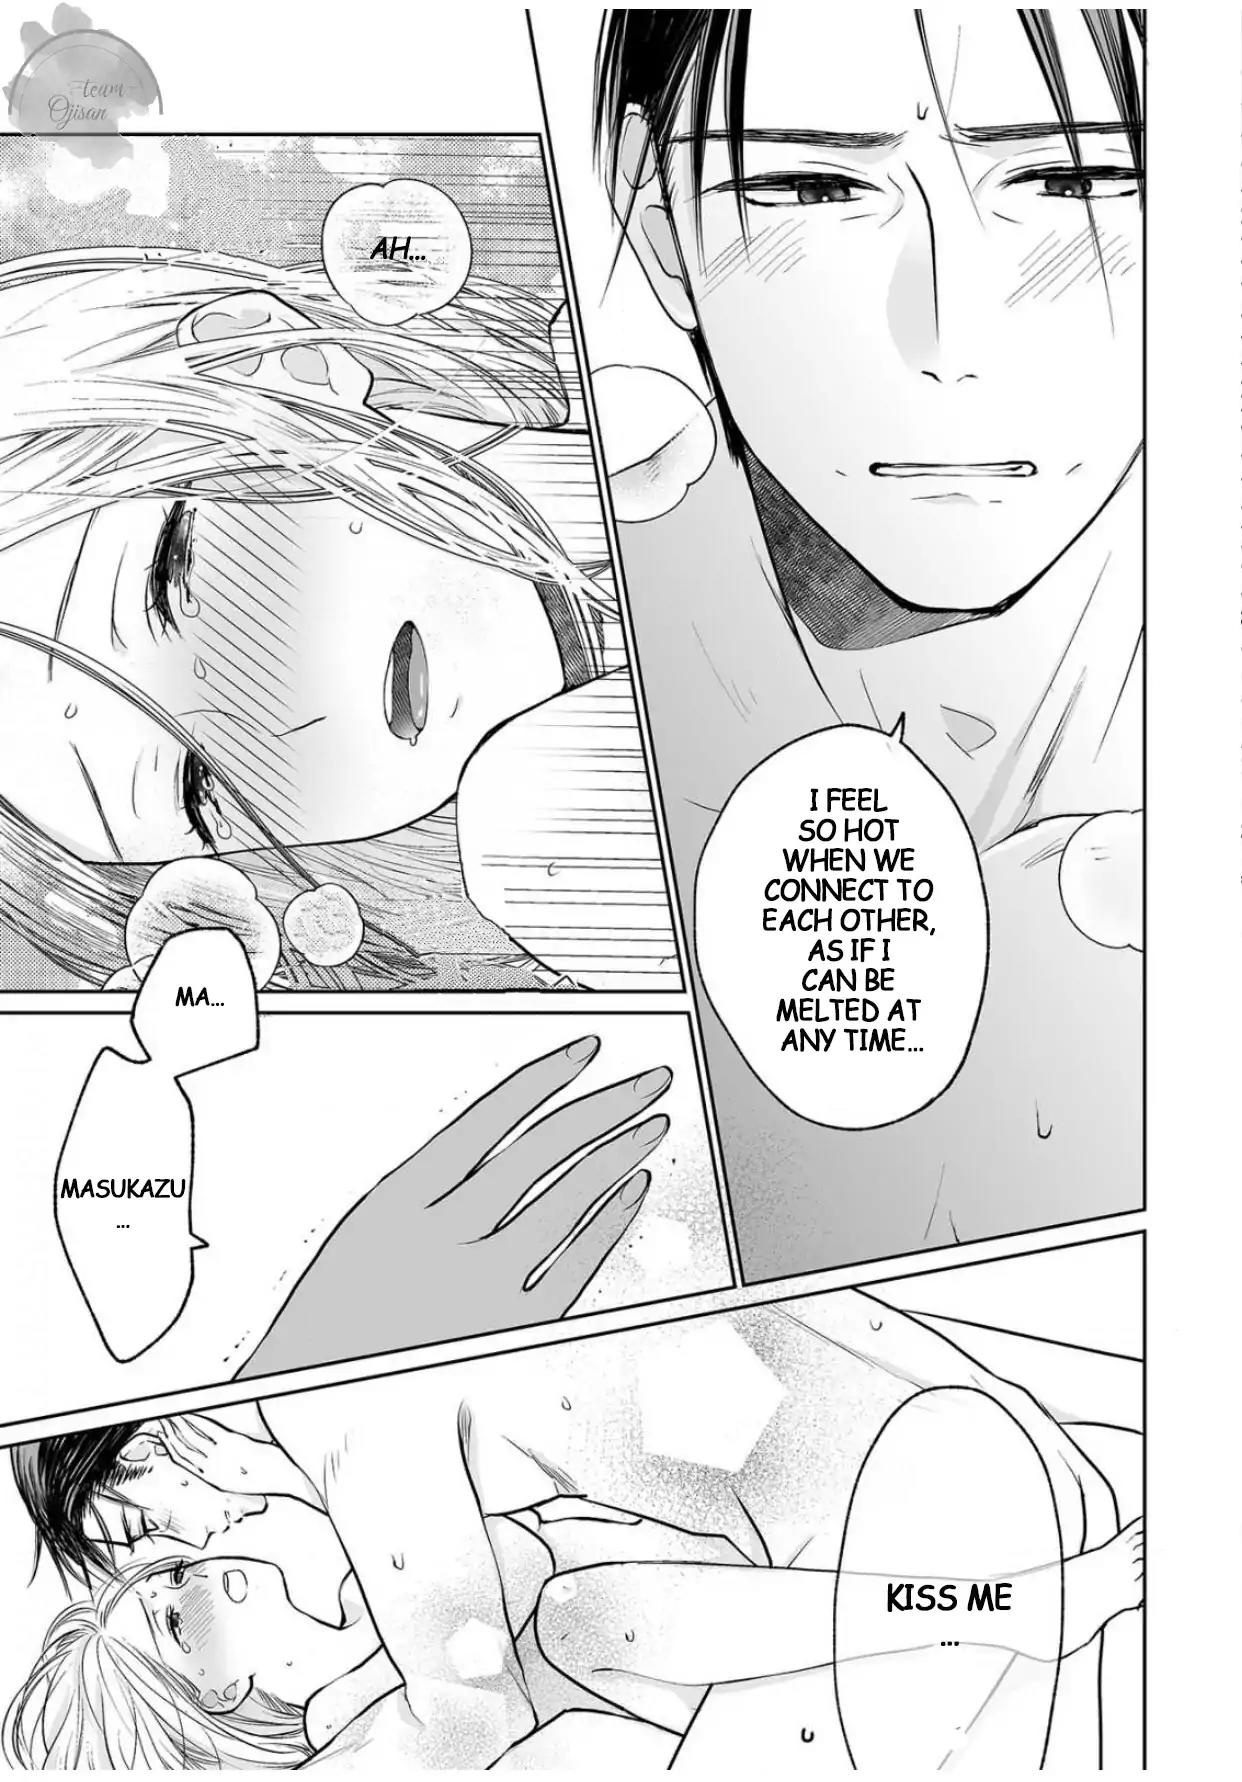 team
Ojisan
I FEEL
SO HOT
WHEN WE
CONNECT TO
EACH OTHER,
AS IF I
CAN BE
MELTED AT
ANY TIME...
AH...
MA...
MASUKAZU
...
KISS ME
...